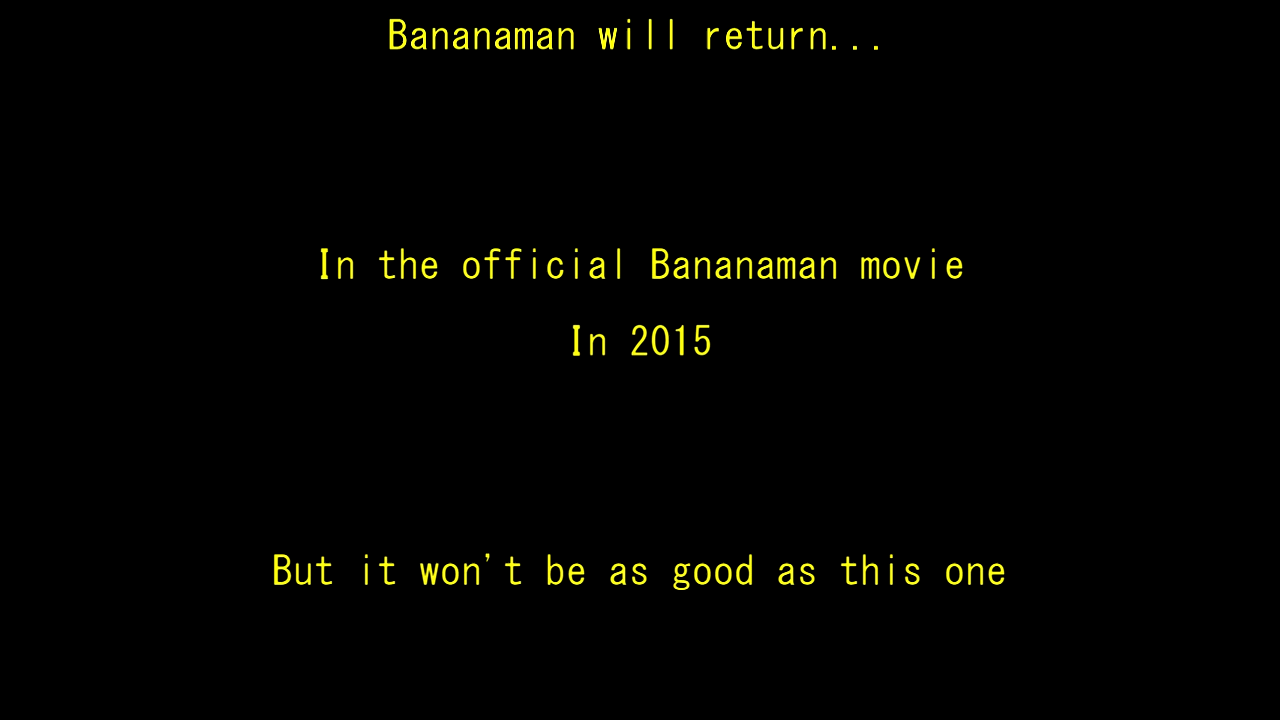 Bananaman will return...
In the official Bananaman movie
In 2015
But it won't be as good as this one